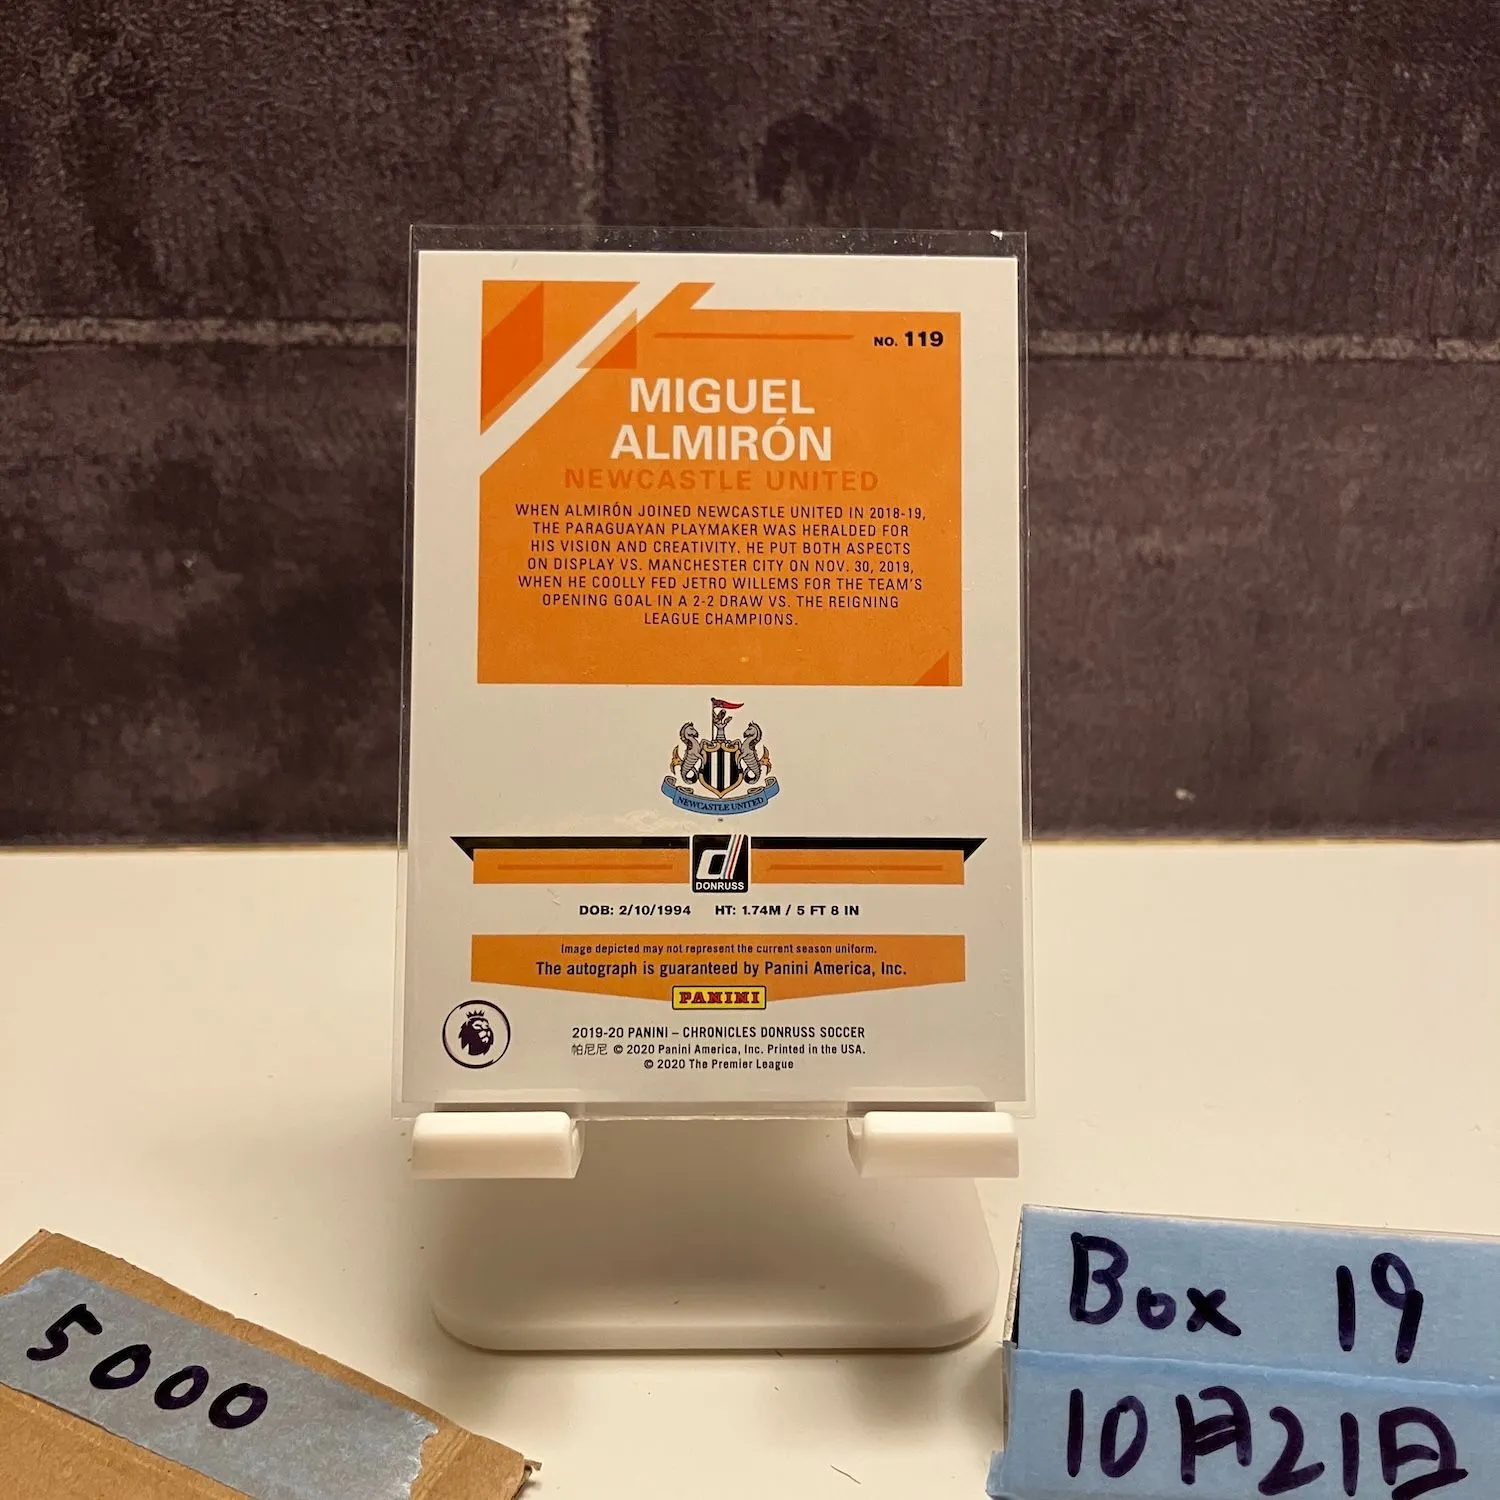 NO. 119
MIGUEL
ALMIRÓN
NEWCASTLE UNITED
WHEN ALMIRÓN JOINED NEWCASTLE UNITED IN 2018-19,
THE PARAGUAYAN PLAYMAKER WAS HERALDED FOR
HIS VISION AND CREATIVITY. HE PUT BOTH ASPECTS
ON DISPLAY VS. MANCHESTER CITY ON NOV. 30, 2019,
WHEN HE COOLLY FED JETRO WILLEMS FOR THE TEAM'S
OPENING GOAL IN A 2-2 DRAW VS. THE REIGNING
LEAGUE CHAMPIONS.
NEWCASTLE UNITED
d
DONRUSS
DOB: 2/10/1994 HT: 1.74M / 5 FT 8 IN
Image depicted may not represent the current season uniform.
The autograph is guaranteed by Panini America, Inc.
PANINI
2019-20 PANINI – CHRONICLES DONRUSS SOCCER
帕尼尼 © 2020 Panini America, Inc. Printed in the USA.
© 2020 The Premier League
5000
Box 19
10月21日